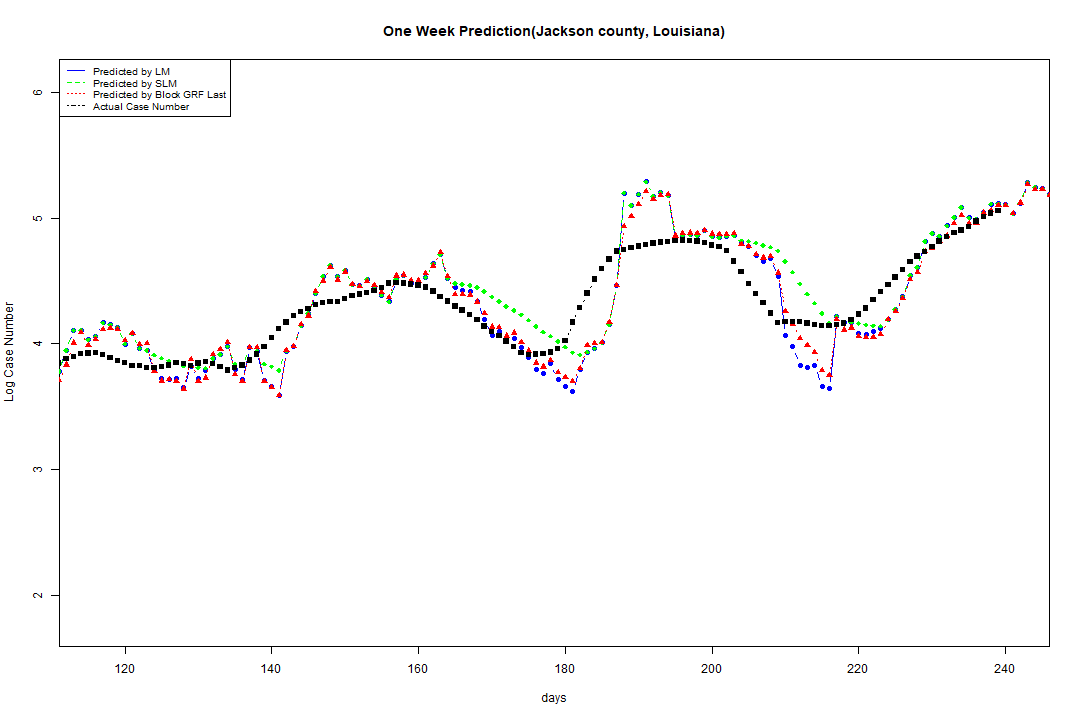 One Week Prediction(Jackson county, Louisiana)
Predicted by LM
Predicted by SLM
Predicted by Block GRF Last
Actual Case Number
6
5
4
3
2
Log Case Number
120 140 160 180 200 220 240
days